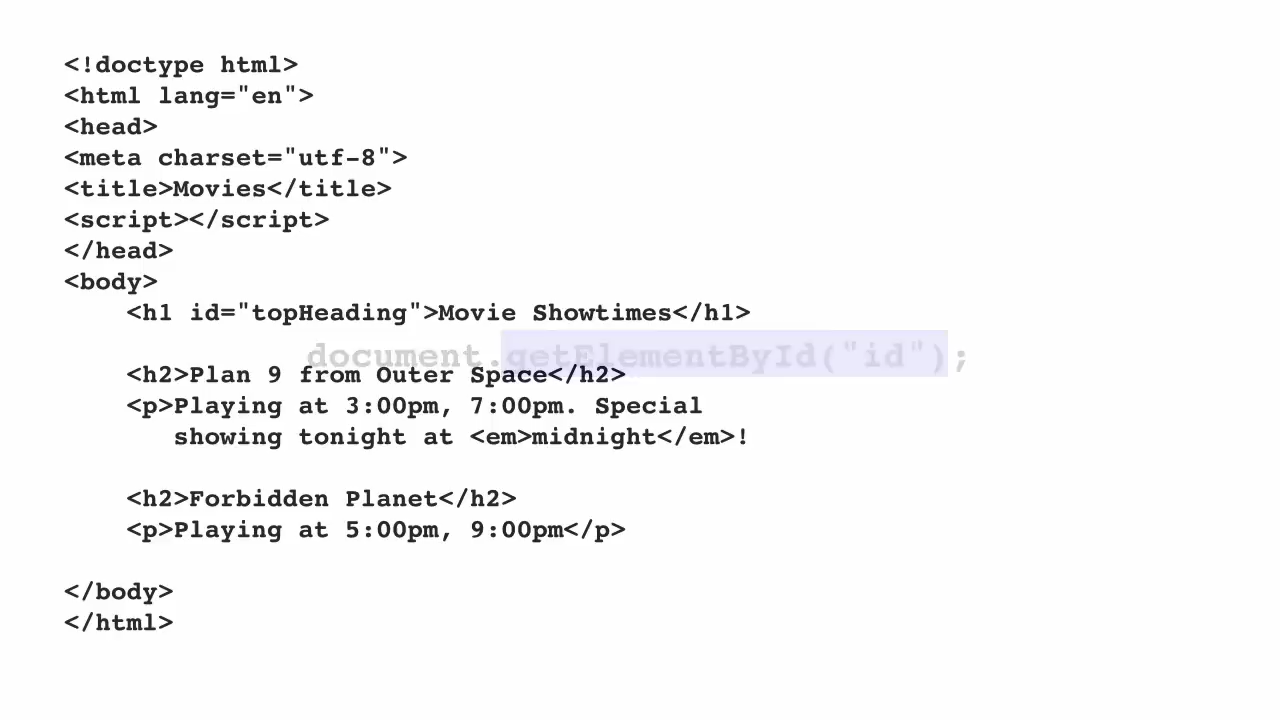 <!doctype html>
<html lang="en">
<head>
<meta charset="utf-8">
<title>Movies</title>
<script></script>
</head>
<body>
<h1 id="topHeading">Movie Showtimes</h1>
document.getElementById("id");
<h2>Plan 9 from Outer Space</h2>
<p>Playing at 3:00pm, 7:00pm. Special
showing tonight at <em>midnight</em>!
<h2>Forbidden Planet</h2>
<p>Playing at 5:00pm, 9:00pm</p>
</body>
</html>